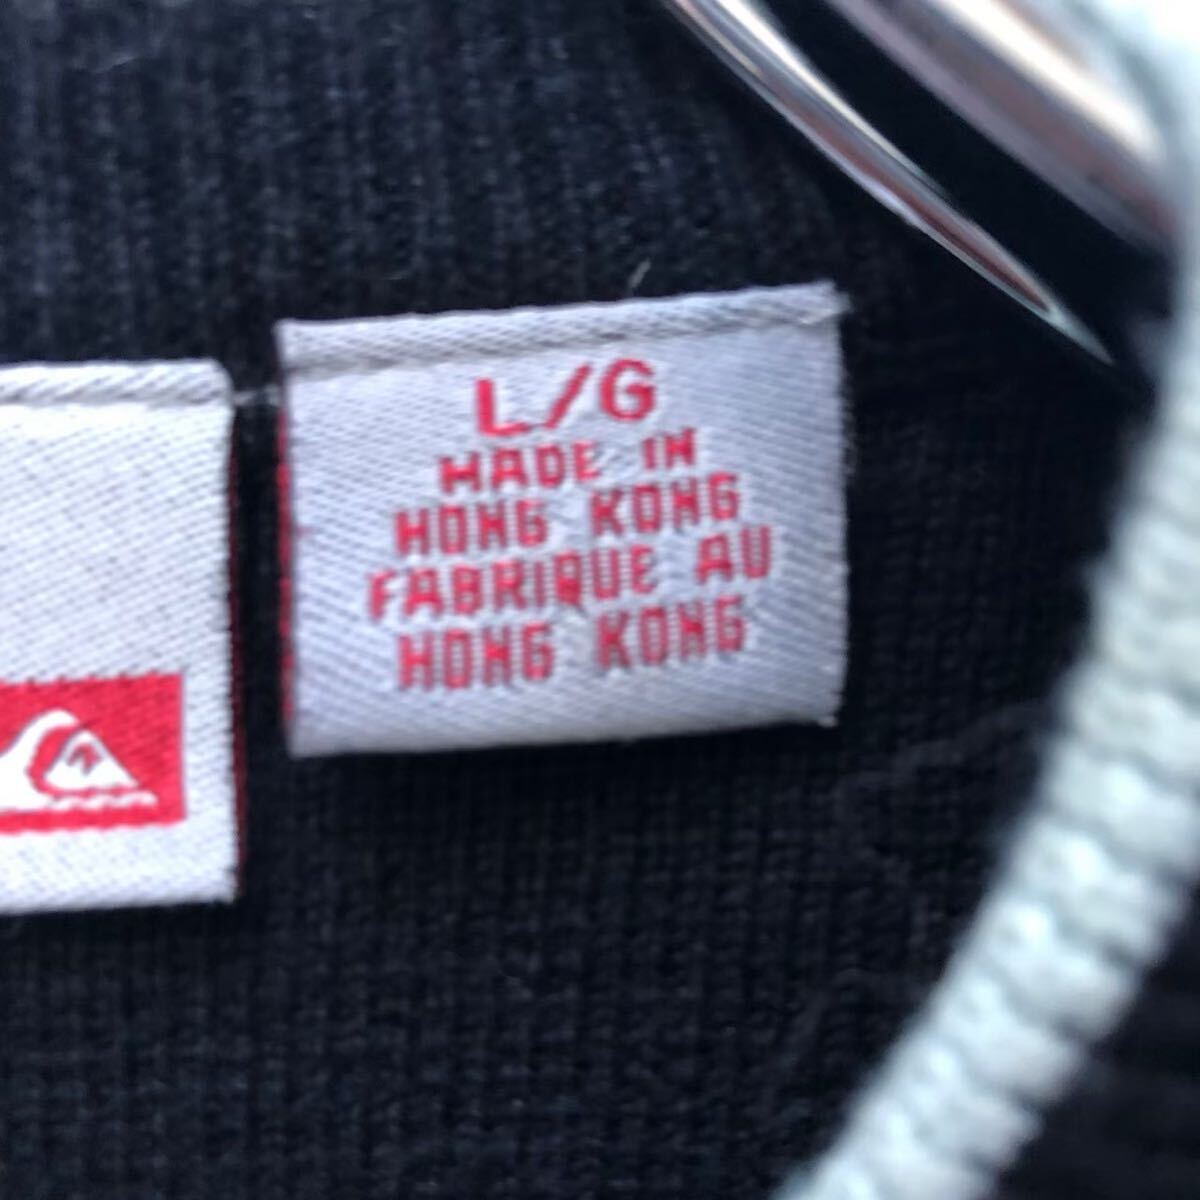 L/G
MADE IN
HONG KONG
FABRIQUE AU
HONG KONG